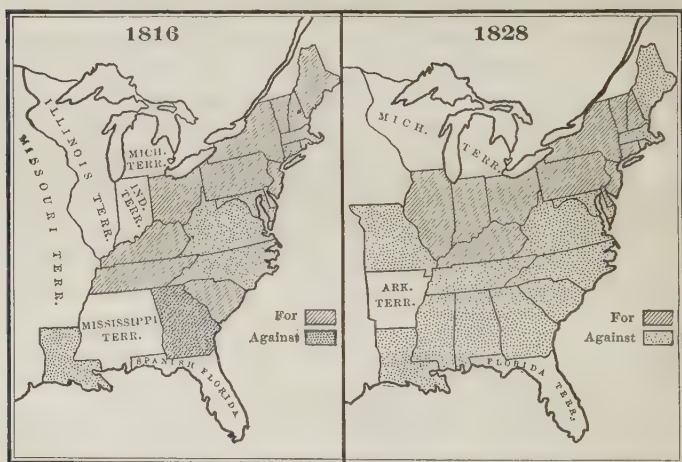 1816
ILLINOIS TERR.
MISSOURI TERR.
MICH.
TERR.
IND.
TERR.
MISSISSIPPI
TERR.
SPANISH FLORIDA
For
Against
1828
MICH. TERR.
ARK.
TERR.
FLORIDA TERR.
For
Against